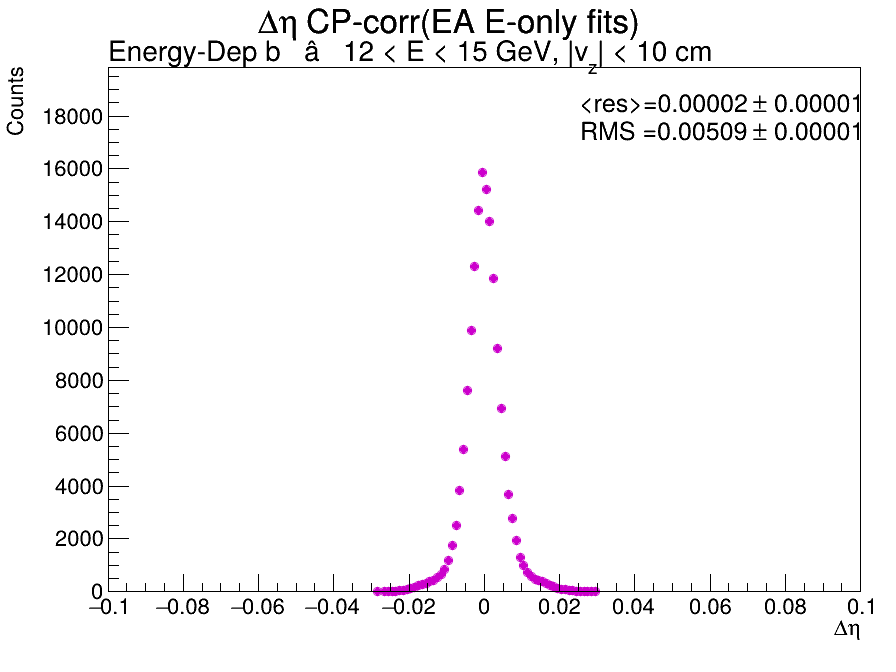 Δη CP-corr(EA E-only fits)
Energy-Dep b â 12 < E < 15 GeV, |v_z| < 10 cm
Counts
<res>=0.00002 ± 0.00001
RMS =0.00509 ± 0.00001
18000
16000
14000
12000
10000
8000
6000
4000
2000
0
−0.1 −0.08 −0.06 −0.04 −0.02 0 0.02 0.04 0.06 0.08 0.1
Δη